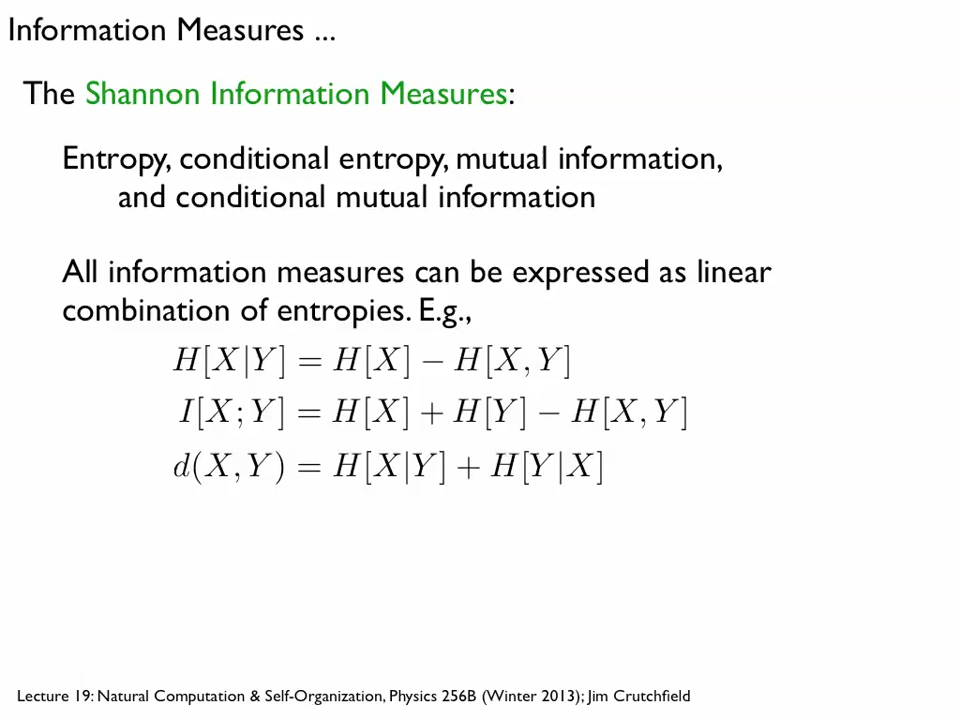 Information Measures ...
The Shannon Information Measures:
Entropy, conditional entropy, mutual information,
and conditional mutual information
All information measures can be expressed as linear
combination of entropies. E.g.,
H[X|Y] = H[X] − H[X, Y]
I[X; Y] = H[X] + H[Y] − H[X, Y]
d(X, Y) = H[X|Y] + H[Y|X]
Lecture 19: Natural Computation & Self-Organization, Physics 256B (Winter 2013); Jim Crutchfield